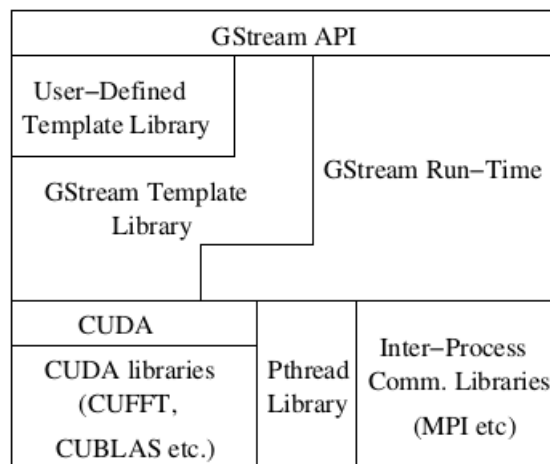 GStream API
User−Defined
Template Library
GStream Template
Library
GStream Run−Time
CUDA
CUDA libraries
(CUFFT,
CUBLAS etc.)
Pthread
Library
Inter−Process
Comm. Libraries
(MPI etc)